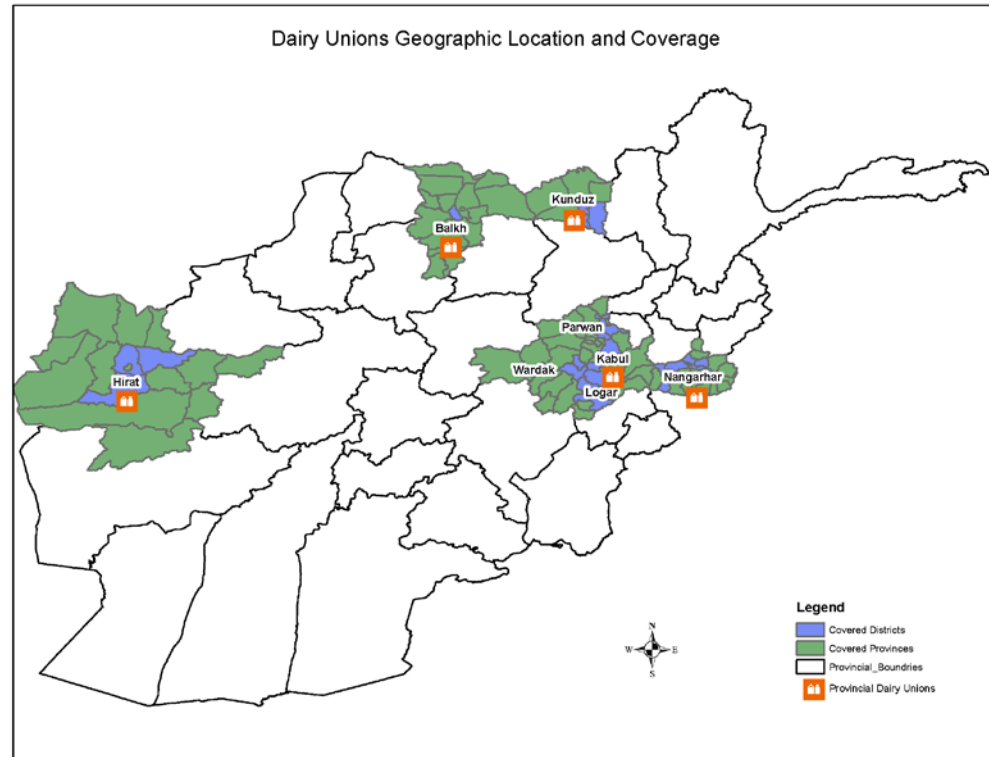 Dairy Unions Geographic Location and Coverage
Kunduz
Balkh
Parwan
Kabul
Wardak
Nangarhar
Hirat
Logar
Legend
Covered Districts
Covered Provinces
Provincial_Boundries
Provincial Dairy Unions
N
W E
S